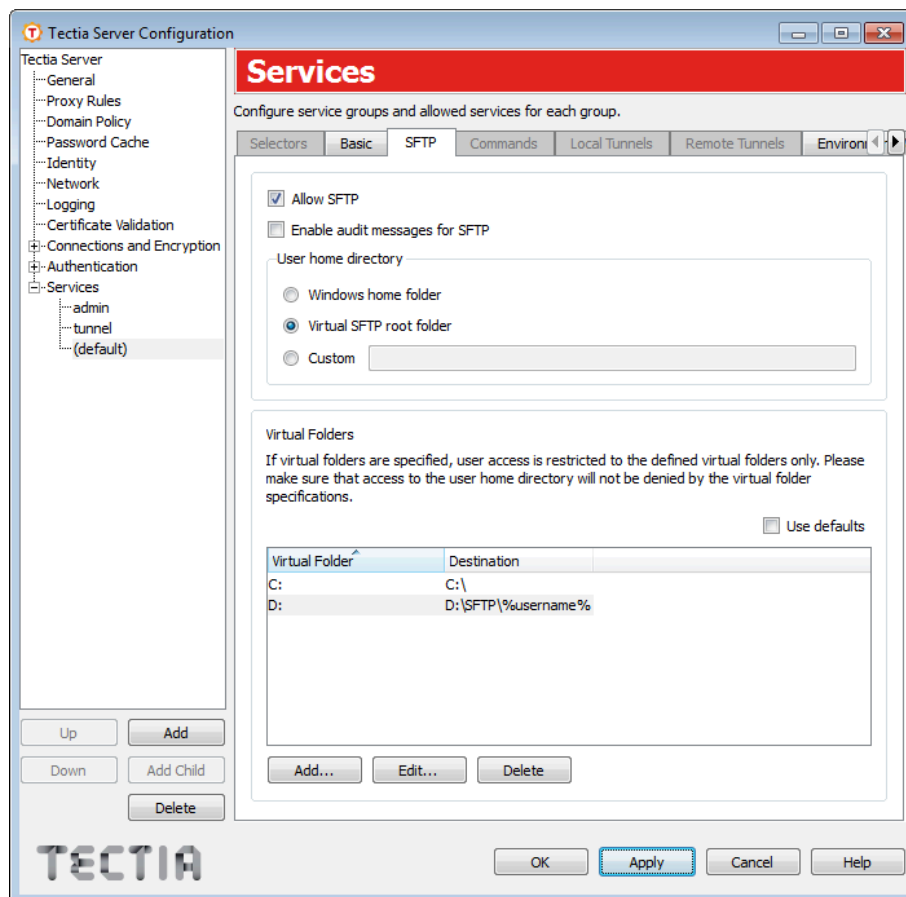 Tectia Server Configuration
Tectia Server
General
Proxy Rules
Domain Policy
Password Cache
Identity
Network
Logging
Certificate Validation
Connections and Encryption
Authentication
Services
admin
tunnel
(default)
Up
Add
Down
Add Child
Delete
Services
Configure service groups and allowed services for each group.
Selectors
Basic
SFTP
Commands
Local Tunnels
Remote Tunnels
Environ
Allow SFTP
Enable audit messages for SFTP
User home directory
Windows home folder
Virtual SFTP root folder
Custom
Virtual Folders
If virtual folders are specified, user access is restricted to the defined virtual folders only. Please
make sure that access to the user home directory will not be denied by the virtual folder
specifications.
Use defaults
Virtual Folder Destination
C: C:\
D: D:\SFTP\%username%
Add...
Edit...
Delete
TECTIA
OK
Apply
Cancel
Help